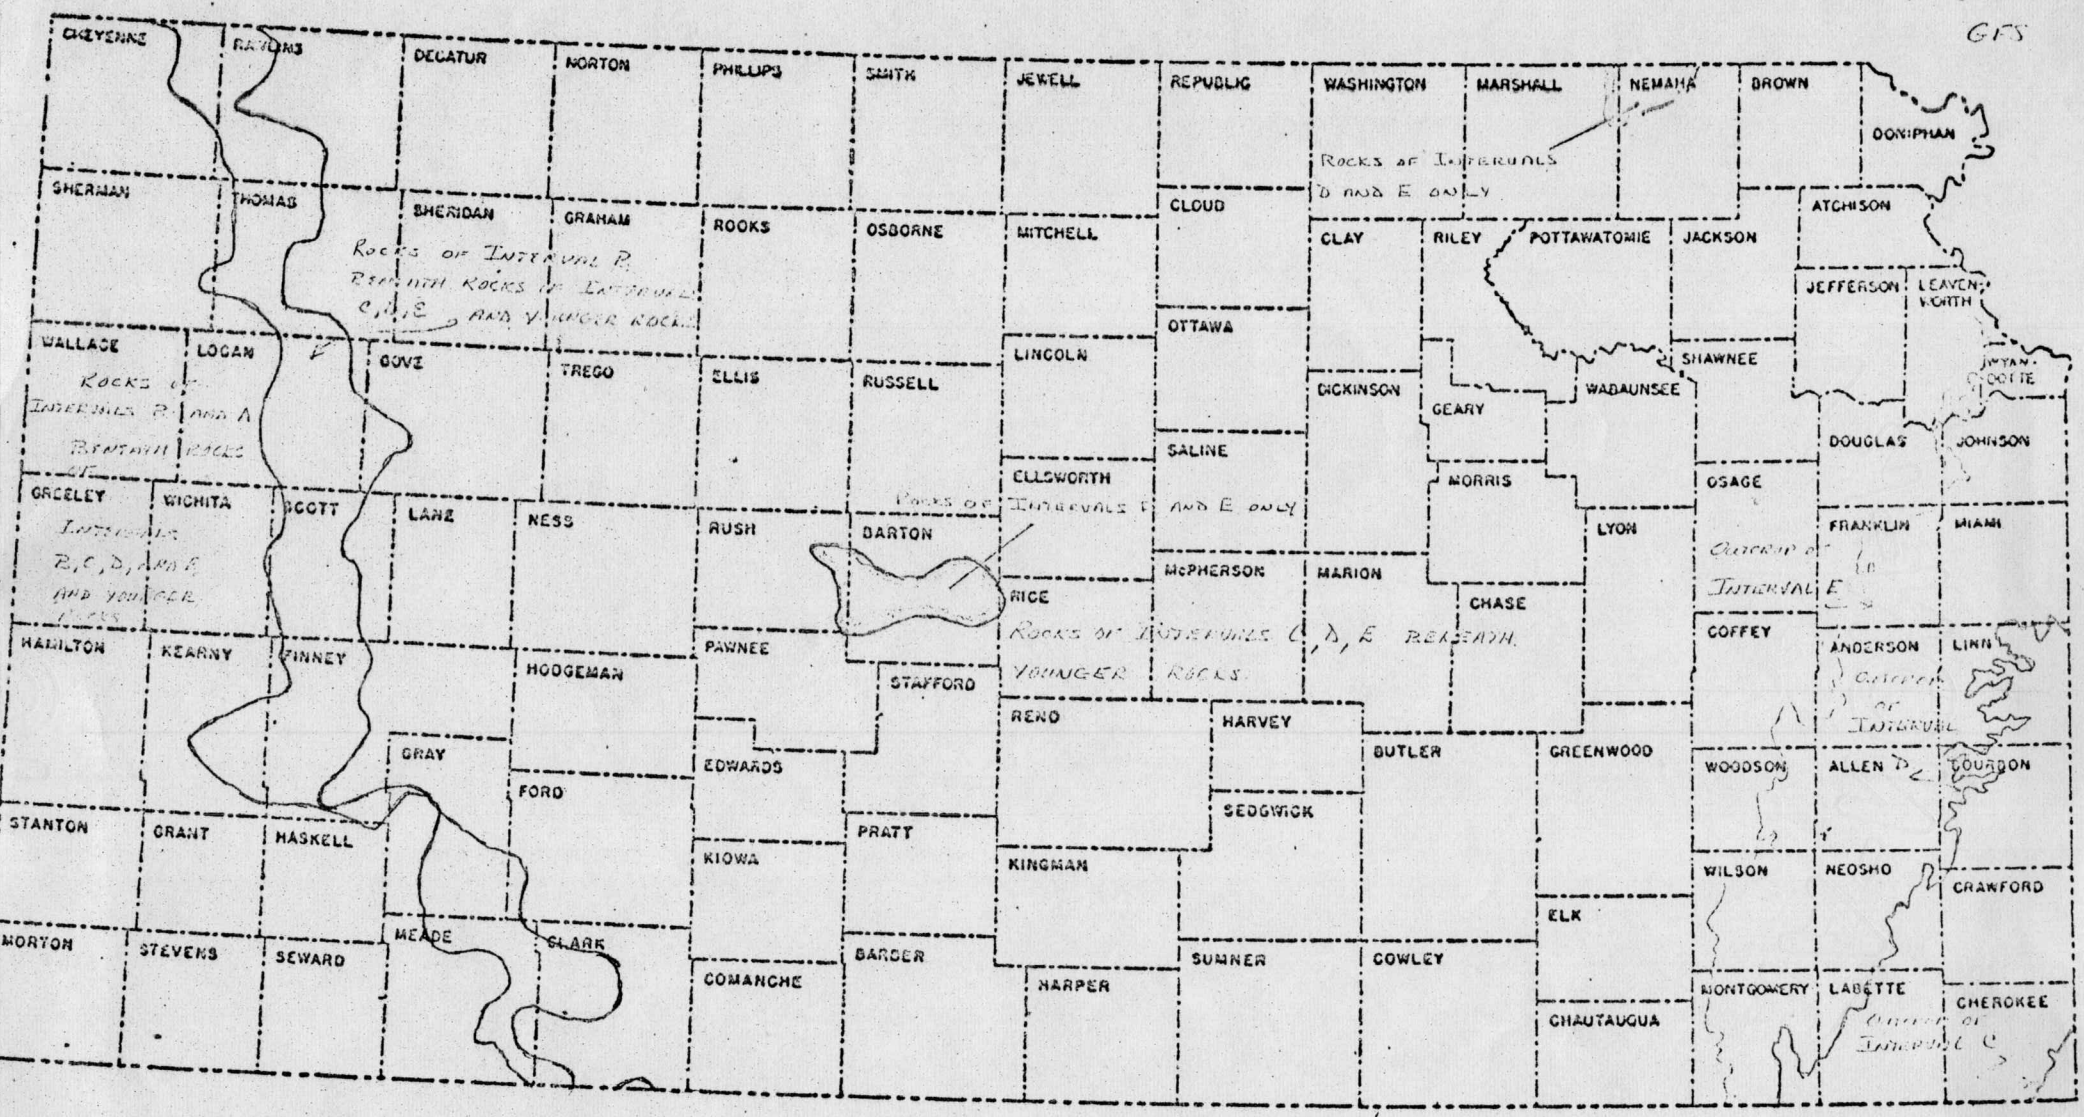 GFJ
CHEYENNE
RAWLINS
DECATUR
NORTON
PHILLIPS
SMITH
JEWELL
REPUBLIC
WASHINGTON
MARSHALL
NEMAHA
BROWN
DONIPHAN
ROCKS OF INTERVALS
D AND E ONLY
SHERMAN
THOMAS
SHERIDAN
GRAHAM
ROOKS
OSBORNE
MITCHELL
CLOUD
CLAY
RILEY
POTTAWATOMIE
JACKSON
ATCHISON
ROCKS OF INTERVAL B,
BENEATH ROCKS OF INTERVAL
C, D, E, AND YOUNGER ROCKS
JEFFERSON
LEAVEN-
WORTH
WALLACE
LOGAN
GOVE
TREGO
ELLIS
RUSSELL
LINCOLN
OTTAWA
DICKINSON
GEARY
WABAUNSEE
SHAWNEE
WYAN-
DOTTE
ROCKS OF
INTERVALS B AND A
BENEATH ROCKS
OF
DOUGLAS
JOHNSON
SALINE
ELLSWORTH
MORRIS
OSAGE
GREELEY
WICHITA
SCOTT
LANE
NESS
RUSH
BARTON
ROCKS OF INTERVALS D AND E ONLY
LYON
FRANKLIN
MIAMI
INTERVALS
B, C, D, AND E,
AND YOUNGER
ROCKS
OUTCROP OF
INTERVAL E
RICE
McPHERSON
MARION
CHASE
ROCKS OF INTERVALS C, D, E BENEATH
YOUNGER ROCKS.
COFFEY
ANDERSON
LINN
OUTCROP
OF
INTERVAL
D
HAMILTON
KEARNY
FINNEY
HODGEMAN
PAWNEE
STAFFORD
RENO
HARVEY
BUTLER
GREENWOOD
WOODSON
ALLEN
BOURBON
GRAY
FORD
EDWARDS
SEDGWICK
STANTON
GRANT
HASKELL
KIOWA
PRATT
KINGMAN
ELK
WILSON
NEOSHO
CRAWFORD
MORTON
STEVENS
SEWARD
MEADE
CLARK
COMANCHE
BARBER
HARPER
SUMNER
COWLEY
CHAUTAUQUA
MONTGOMERY
LABETTE
CHEROKEE
OUTCROP OF
INTERVAL C